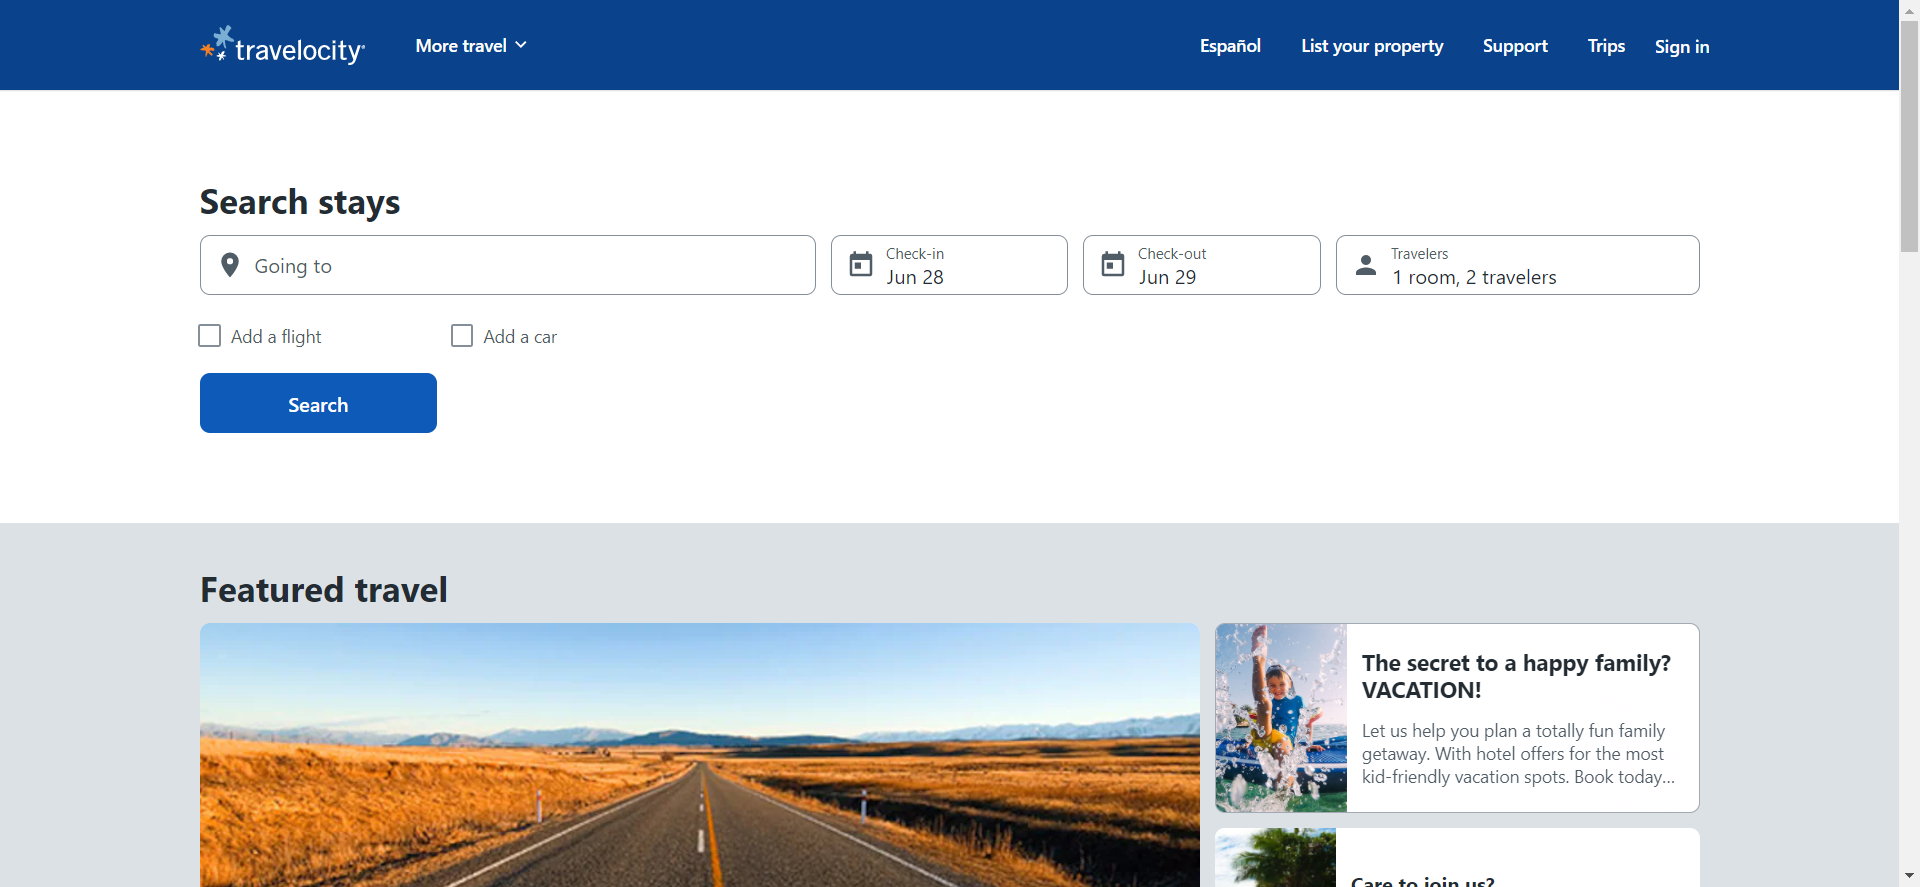 travelocity
More travel
Español
List your property
Support
Trips
Sign in
Search stays
Going to
Check-in
Jun 28
Check-out
Jun 29
Travelers
1 room, 2 travelers
Add a flight
Add a car
Search
Featured travel
The secret to a happy family?
VACATION!
Let us help you plan a totally fun family
getaway. With hotel offers for the most
kid-friendly vacation spots. Book today...
Care to join us?